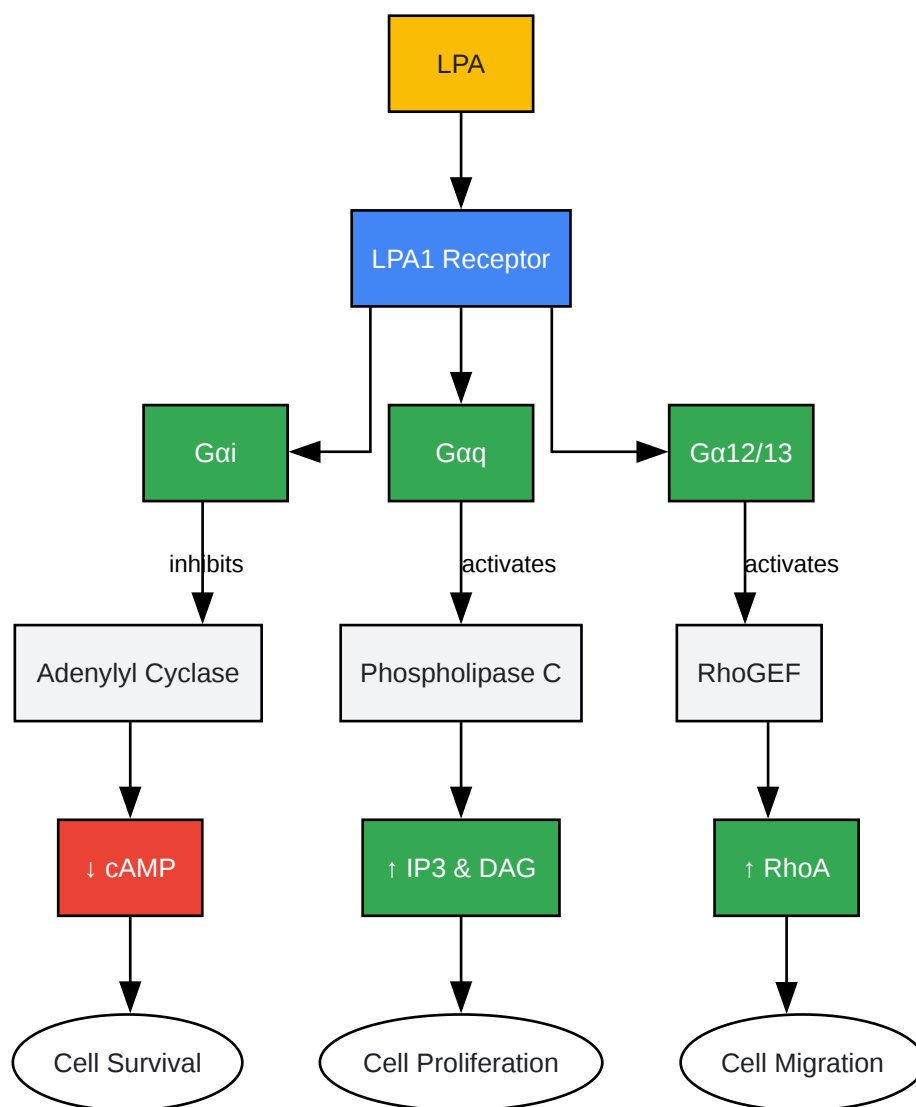 LPA
LPA1 Receptor
Gαi
Gαq
Gα12/13
inhibits
activates
activates
Adenylyl Cyclase
Phospholipase C
RhoGEF
↓ cAMP
↑ IP3 & DAG
↑ RhoA
Cell Survival
Cell Proliferation
Cell Migration